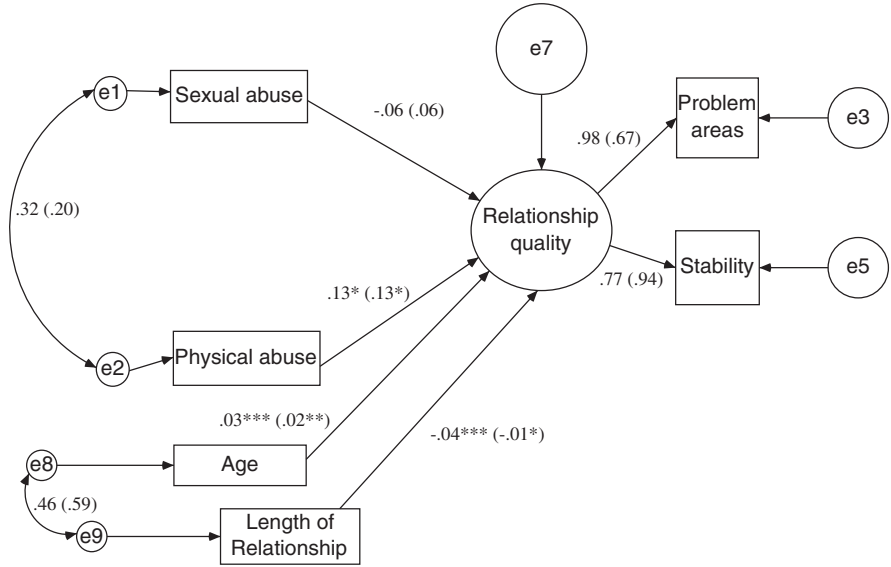 e7
e1
Sexual abuse
-.06 (.06)
Problem
areas
e3
.98 (.67)
.32 (.20)
Relationship
quality
Stability
e5
.77 (.94)
.13* (.13*)
e2
Physical abuse
.03*** (.02**)
-.04*** (-.01*)
e8
Age
.46 (.59)
e9
Length of
Relationship